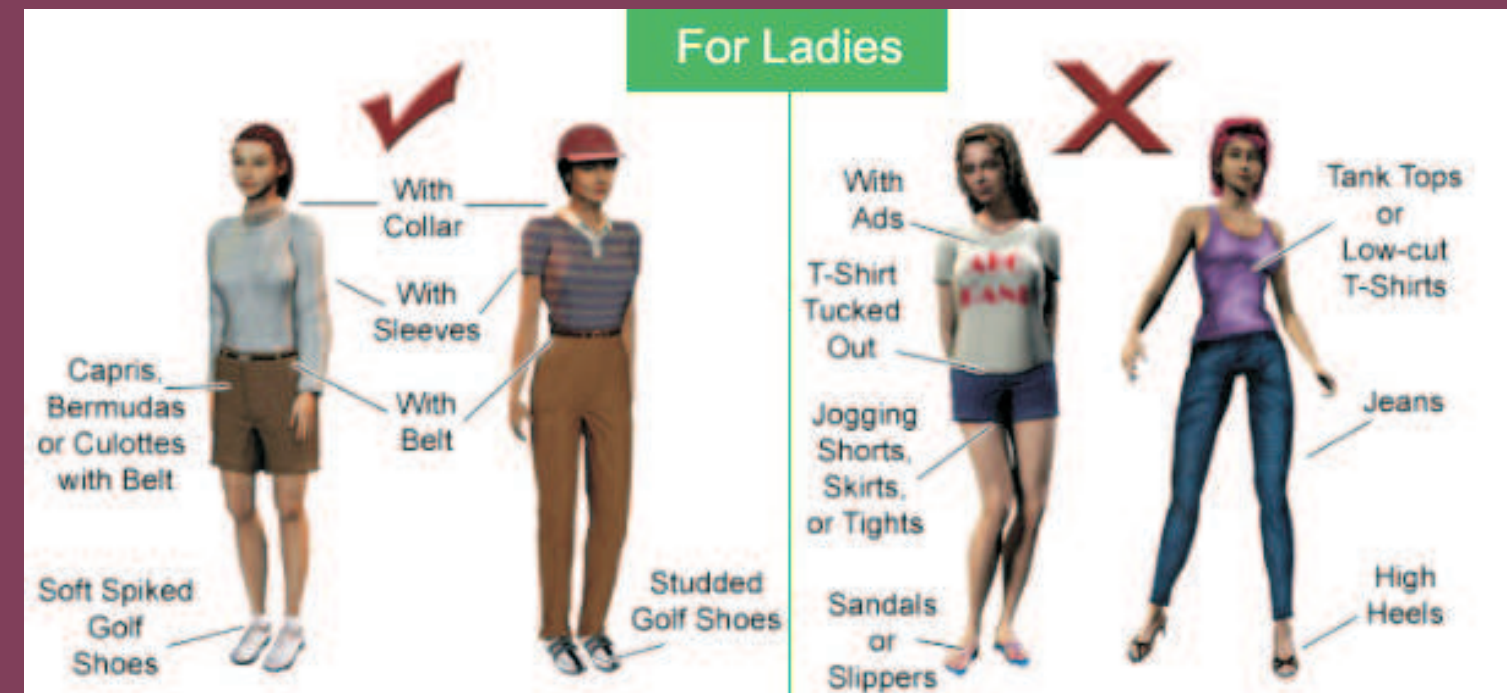 For Ladies
With
Collar
With
Sleeves
With
Belt
Capris,
Bermudas
or Culottes
with Belt
Soft Spiked
Golf
Shoes
Studded
Golf Shoes
With
Ads
T-Shirt
Tucked
Out
Jogging
Shorts,
Skirts,
or Tights
Sandals
or
Slippers
Tank Tops
or
Low-cut
T-Shirts
Jeans
High
Heels
ABC
BANK